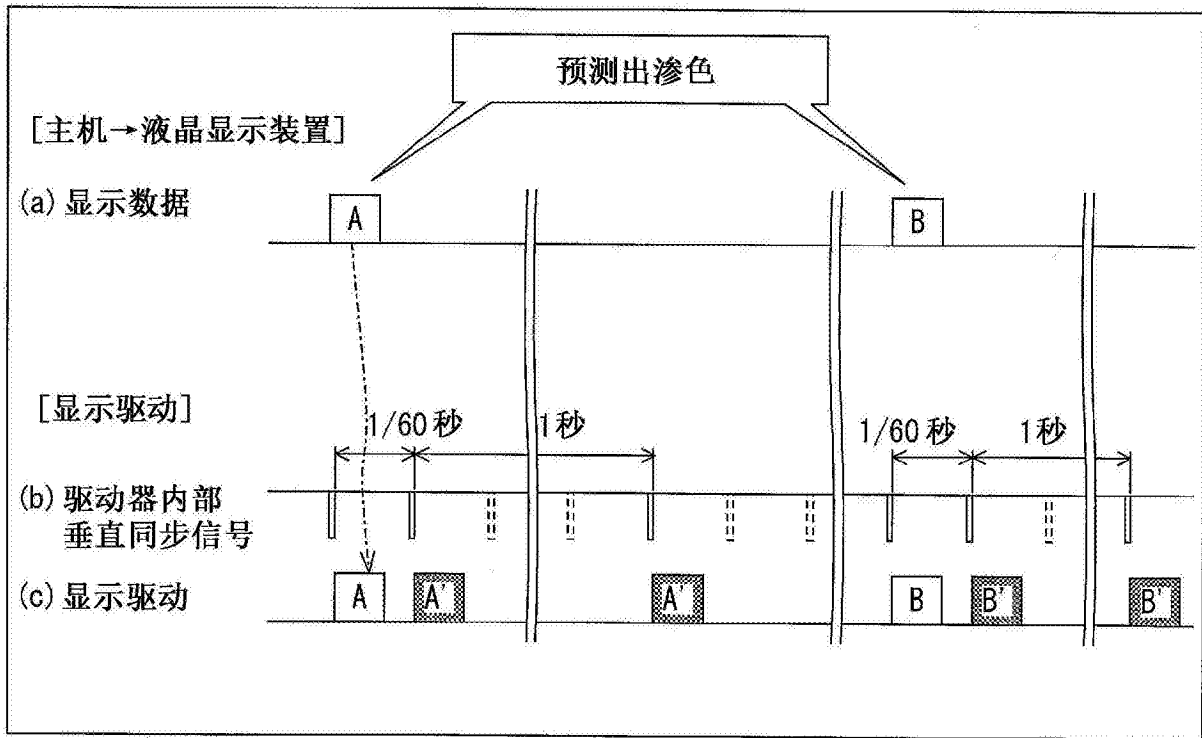 预测出渗色
[主机→液晶显示装置]
(a) 显示数据
A
B
[显示驱动]
1/60 秒
1秒
1/60 秒
1秒
(b) 驱动器内部
垂直同步信号
(c) 显示驱动
A
A'
A'
B
B'
B'